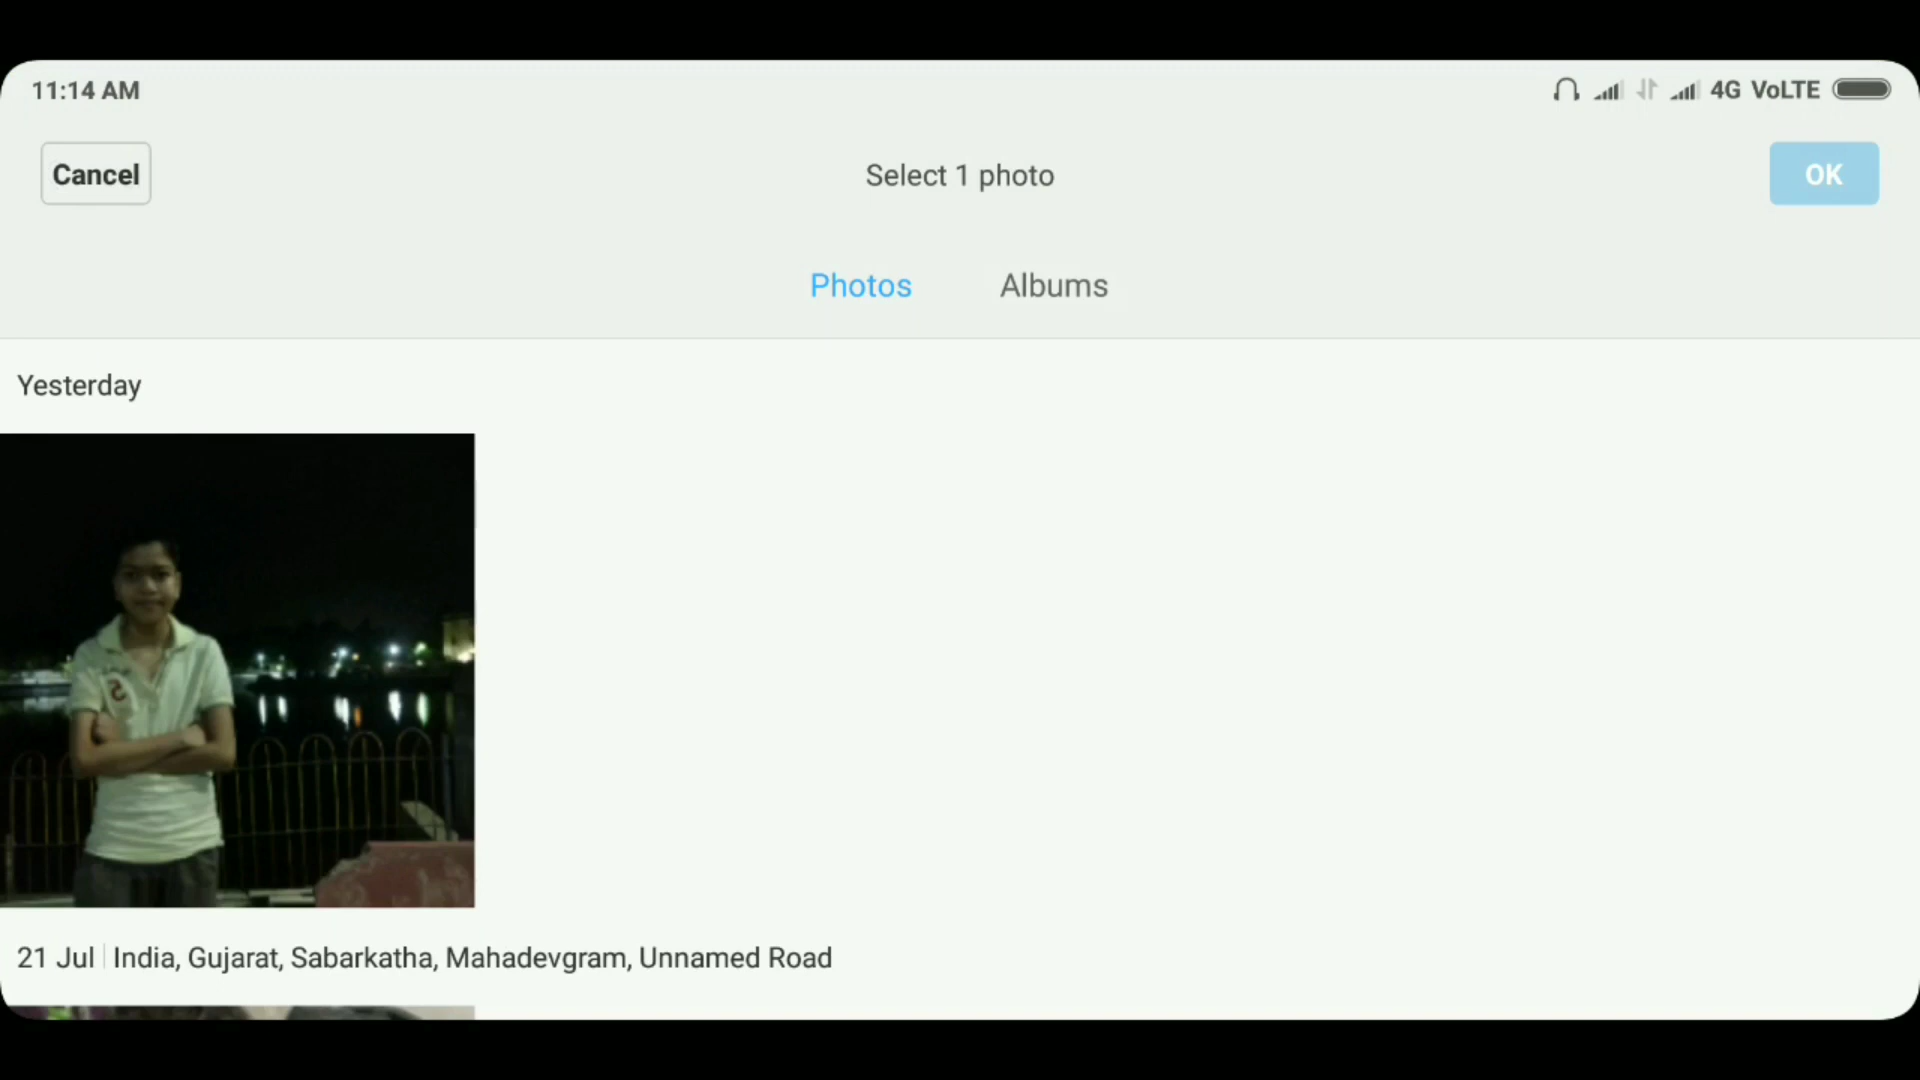 11:14 AM
4G VoLTE
Cancel
Select 1 photo
OK
Photos
Albums
Yesterday
21 Jul
India, Gujarat, Sabarkatha, Mahadevgram, Unnamed Road